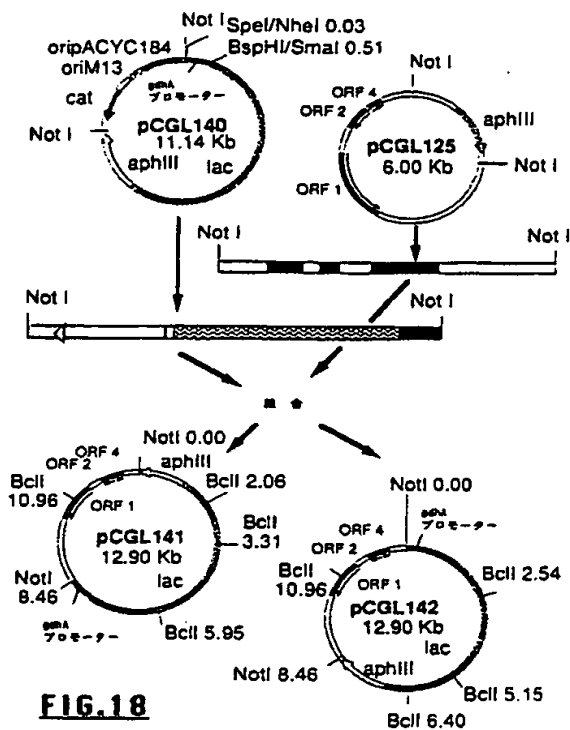 Not I
SpeI/NheI 0.03
BspHI/SmaI 0.51
oripACYC184
oriM13
cat
プロモーター
Not I
pCGL140
11.14 Kb
aphIII
lac
Not I
ORF 4
ORF 2
aphIII
pCGL125
6.00 Kb
Not I
ORF 1
Not I
Not I
Not I
Not I
NotI 0.00
ORF 4
ORF 2
aphIII
BclI 2.06
BclI
10.96
ORF 1
BclI
3.31
pCGL141
12.90 Kb
lac
NotI
8.46
プロモーター
BclI 5.95
NotI 0.00
プロモーター
ORF 4
ORF 2
BclI
10.96
ORF 1
BclI 2.54
pCGL142
12.90 Kb
lac
NotI 8.46
aphIII
BclI 5.15
BclI 6.40
FIG.18